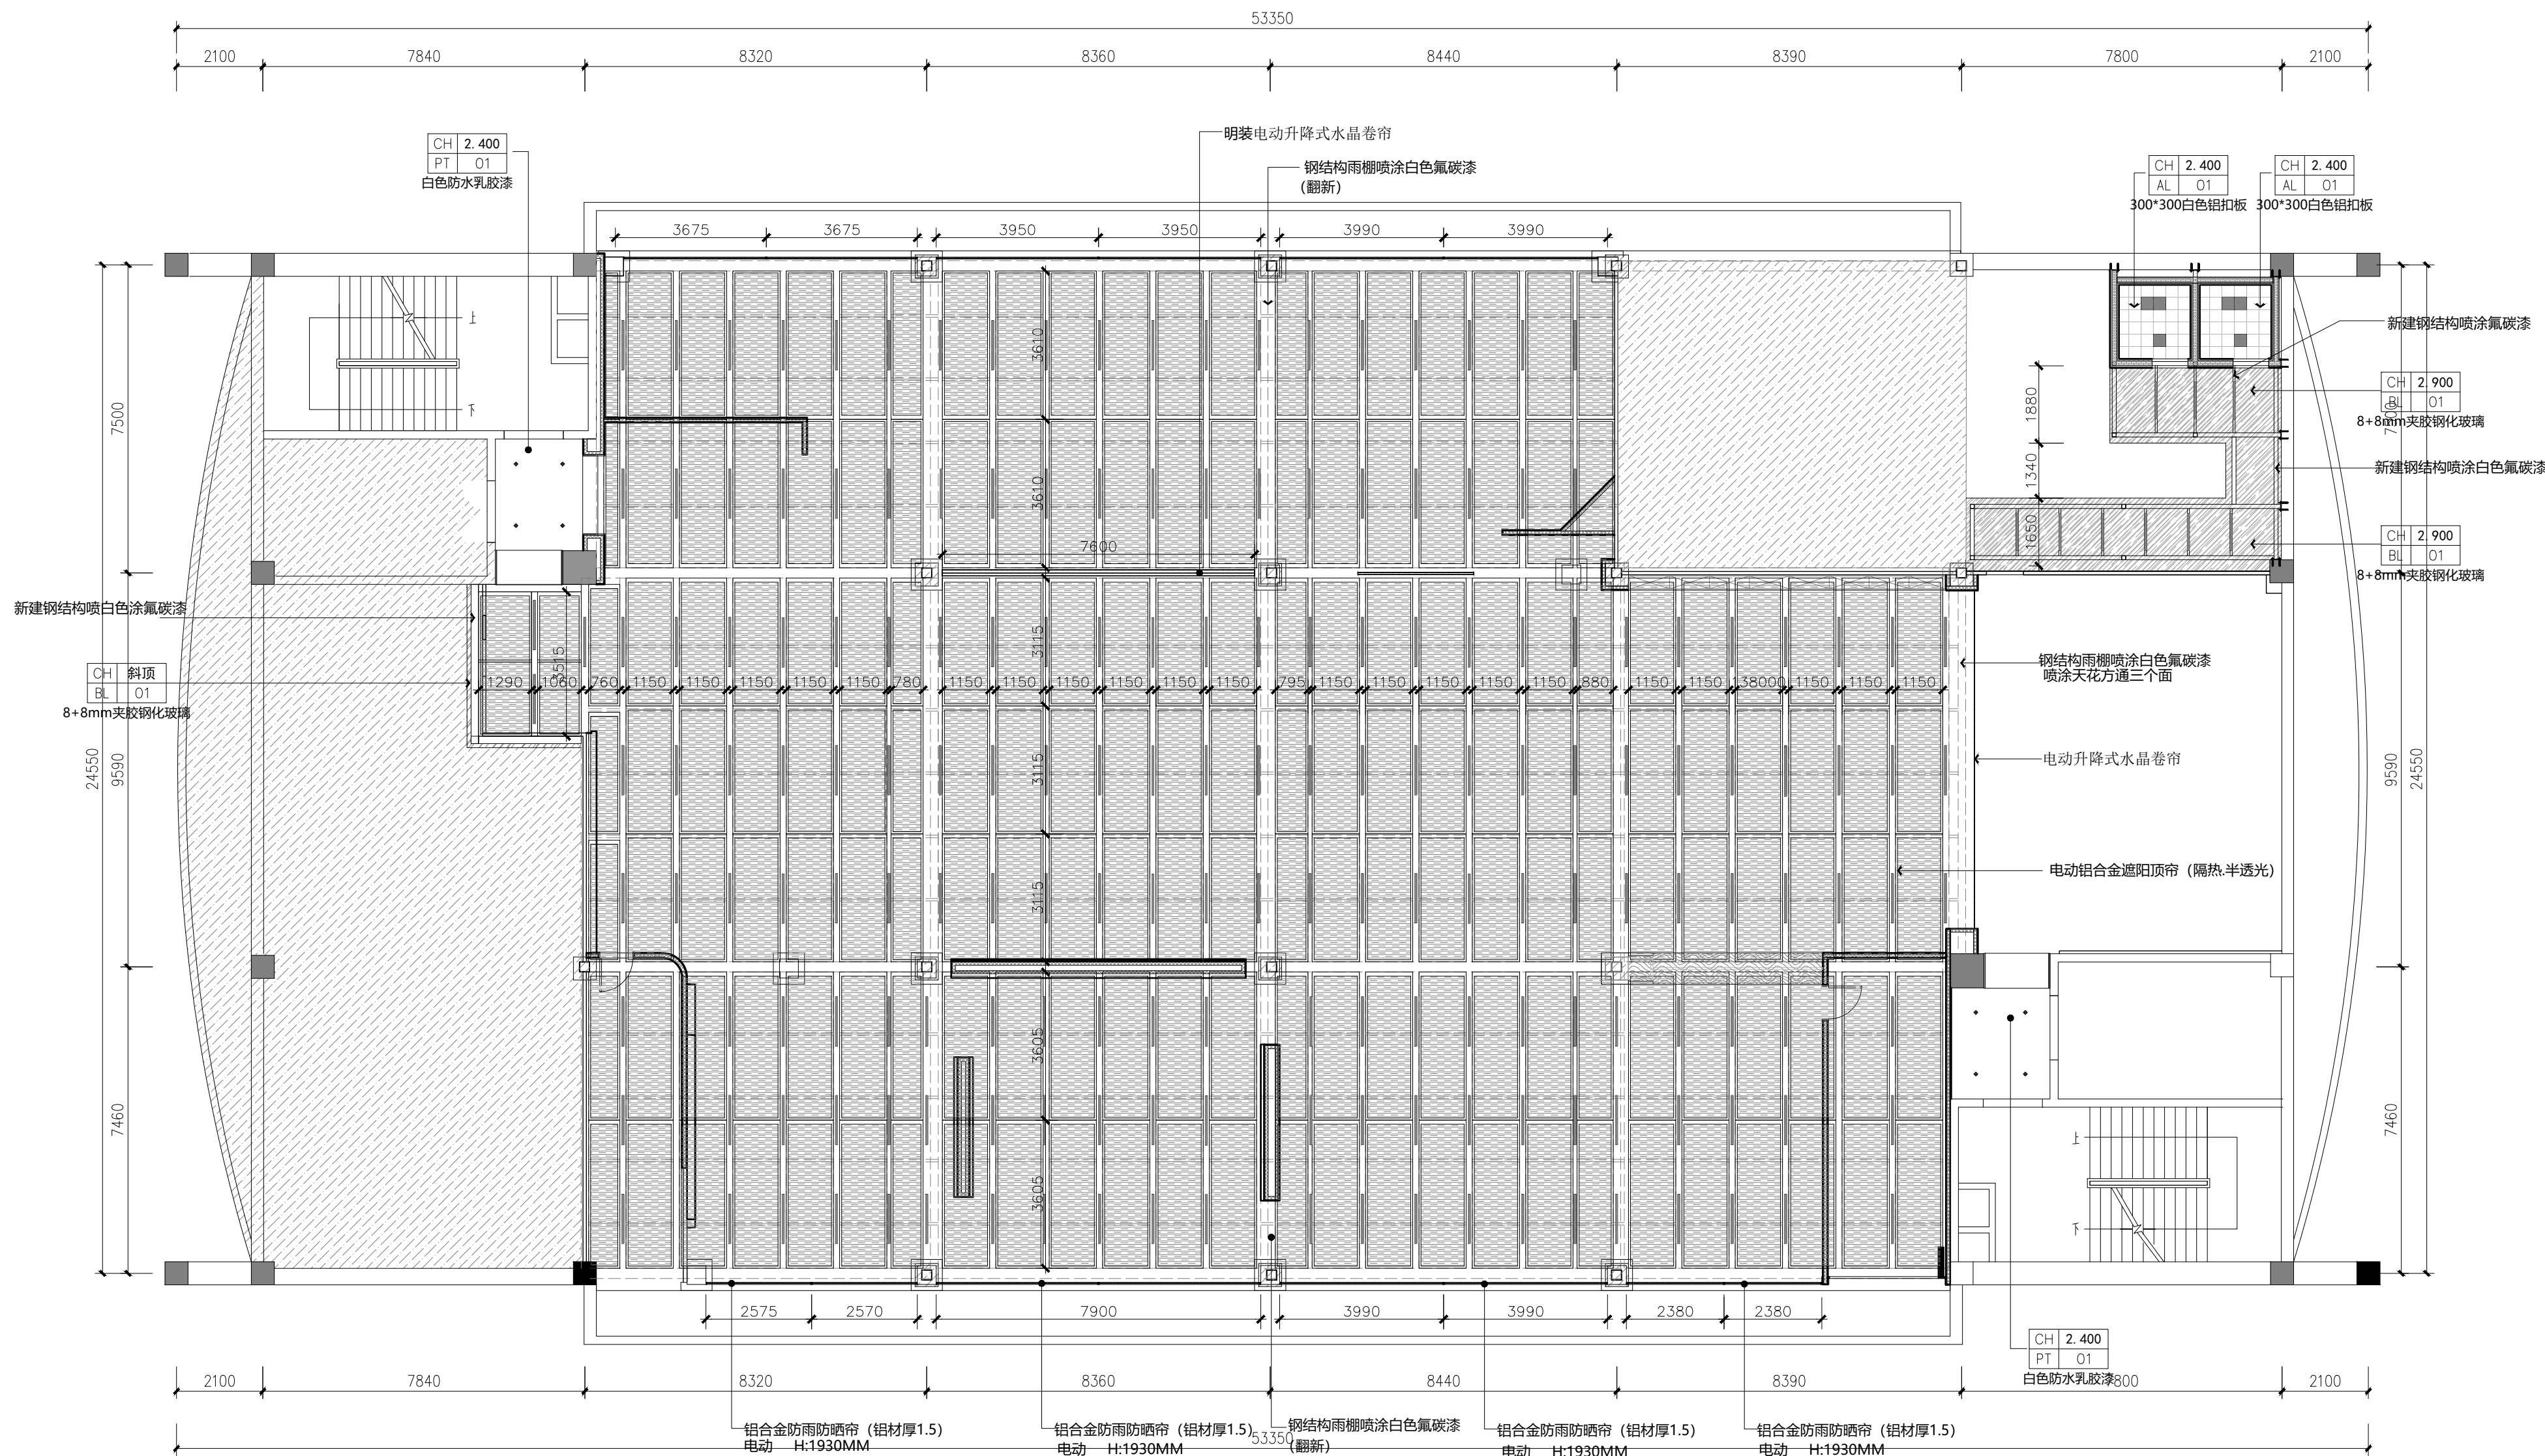 53350
2100 7840 8320 8360 8440 8390 7800 2100
明装电动升降式水晶卷帘
钢结构雨棚喷涂白色氟碳漆
(翻新)
CH 2.400
PT 01
白色防水乳胶漆
CH 2.400
AL 01
300*300白色铝扣板
CH 2.400
AL 01
300*300白色铝扣板
3675 3675 3950 3950 3990 3990
上
下
新建钢结构喷涂氟碳漆
CH 2.900
BL 01
8+8mm夹胶钢化玻璃
新建钢结构喷涂白色氟碳漆
CH 2.900
BL 01
8+8mm夹胶钢化玻璃
7500
3610
3610
7600
1880
1340
1650
新建钢结构喷白色涂氟碳漆
CH 斜顶
BL 01
8+8mm夹胶钢化玻璃
3515
3115
1290 1060 760 1150 1150 1150 1150 1150 780 1150 1150 1150 1150 1150 1150 795 1150 1150 1150 1150 1150 880 1150 1150 138000 1150 1150 1150
钢结构雨棚喷涂白色氟碳漆
喷涂天花方通三个面
24550
9590
3115
电动升降式水晶卷帘
9590
24550
电动铝合金遮阳顶帘（隔热.半透光）
3115
3605
7460
7460
上
下
3605
2575 2570 7900 3990 3990 2380 2380
CH 2.400
PT 01
白色防水乳胶漆
2100 7840 8320 8360 8440 8390 7800 2100
铝合金防雨防晒帘（铝材厚1.5）
电动 H:1930MM
铝合金防雨防晒帘（铝材厚1.5）
电动 H:1930MM
钢结构雨棚喷涂白色氟碳漆
(翻新)
铝合金防雨防晒帘（铝材厚1.5）
电动 H:1930MM
铝合金防雨防晒帘（铝材厚1.5）
电动 H:1930MM
53350